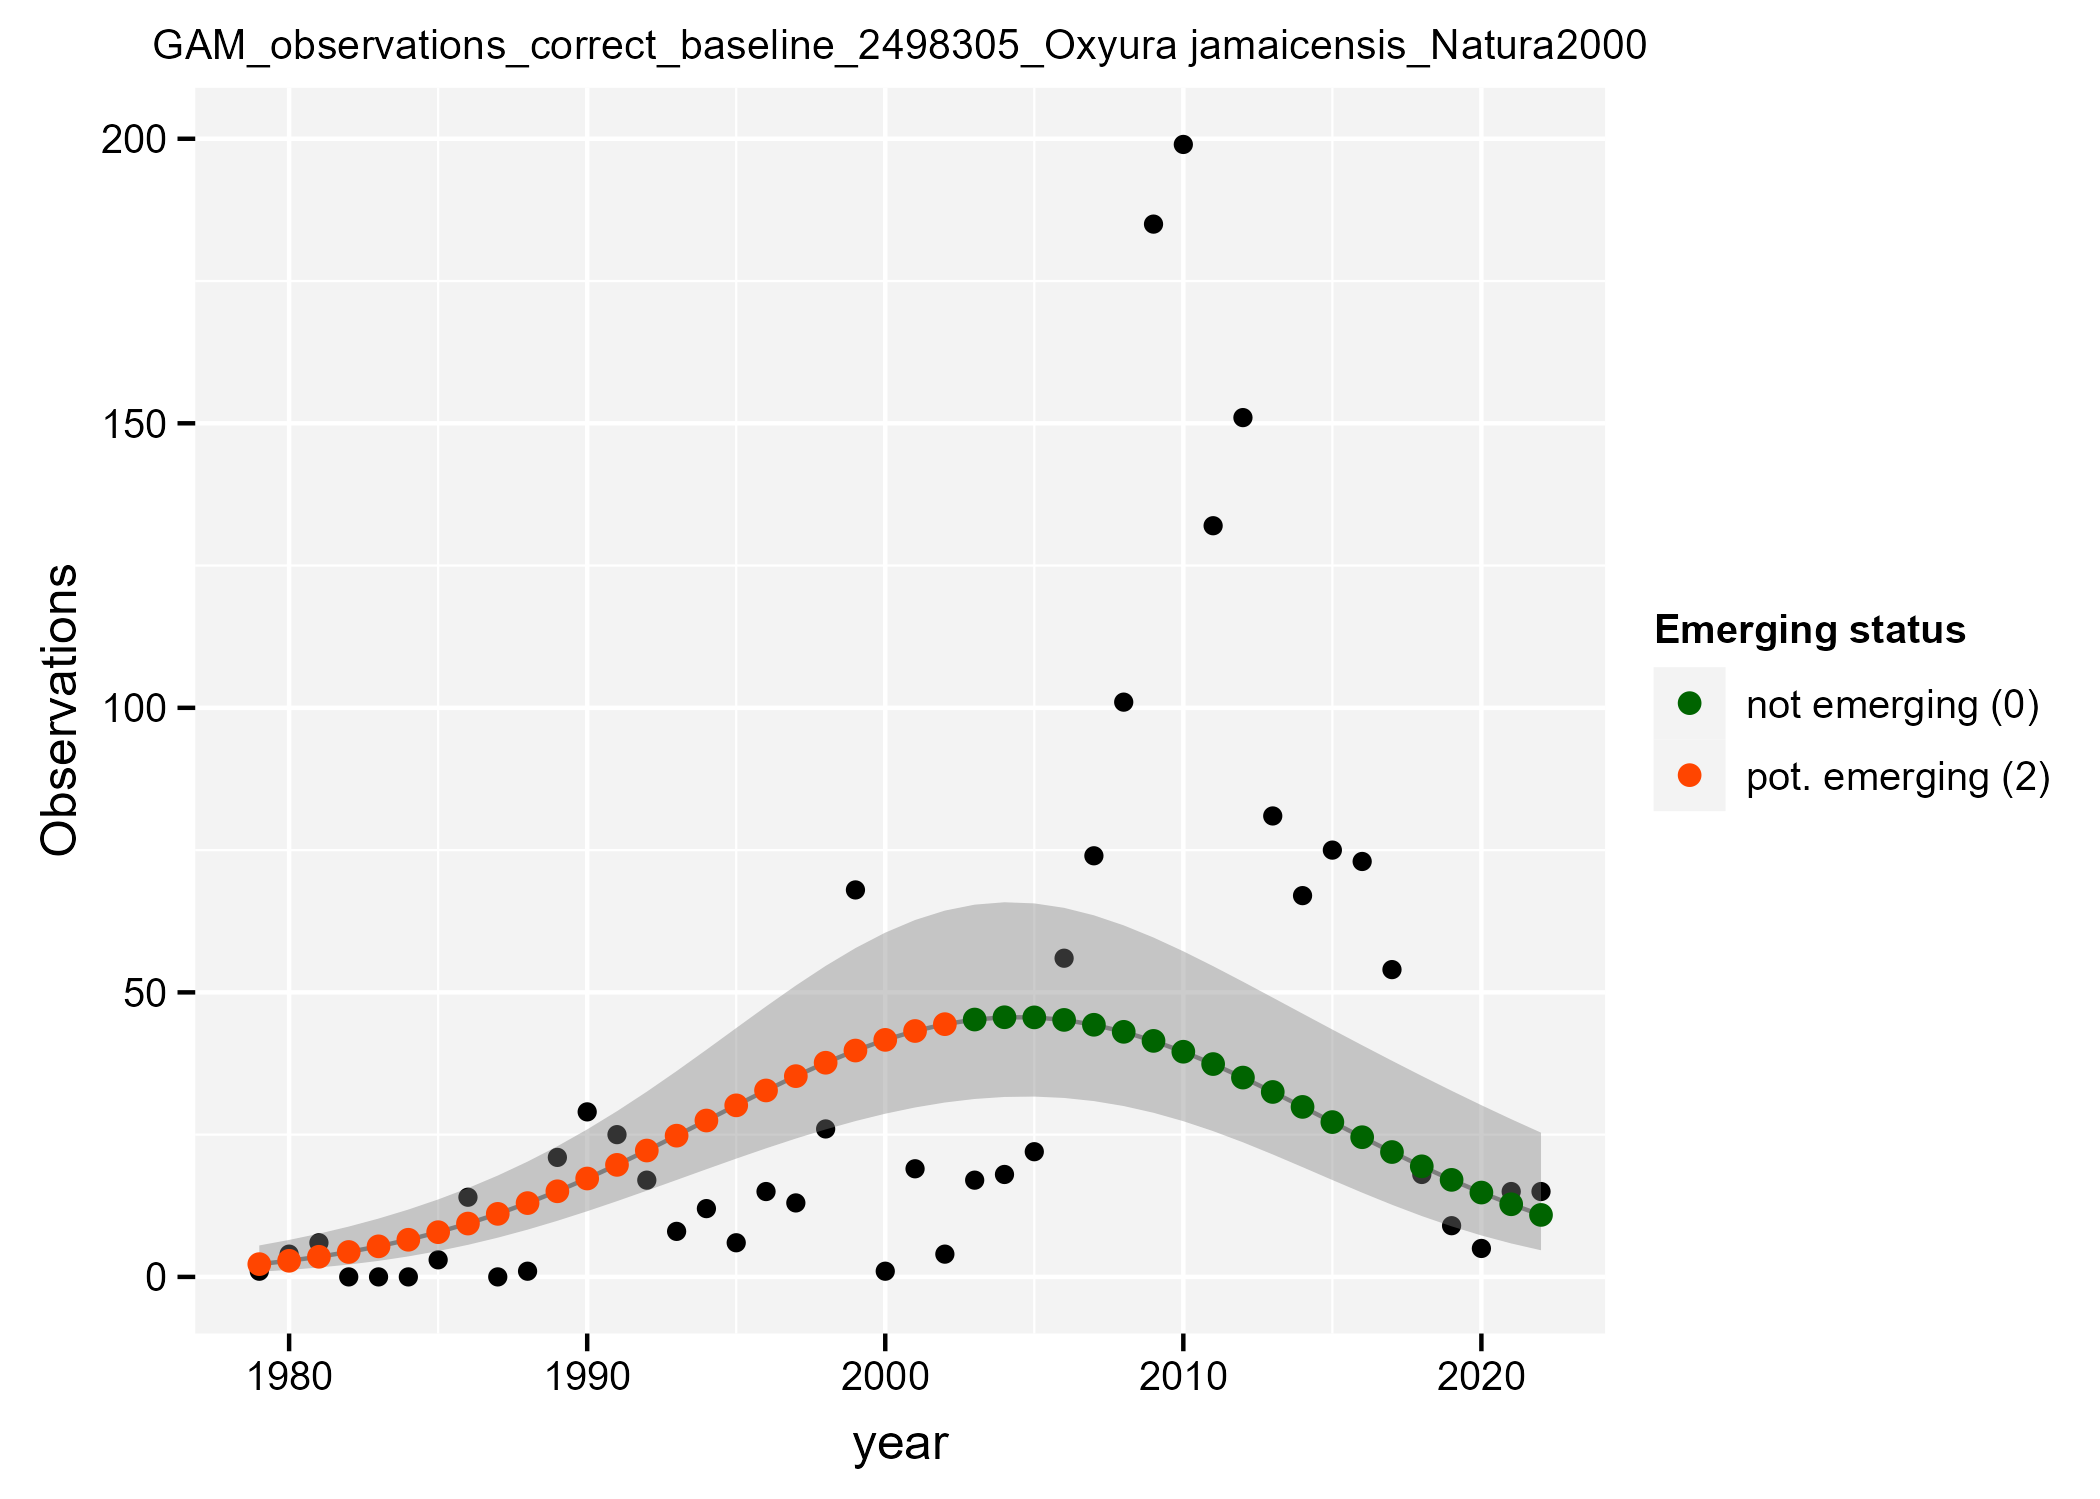 GAM_observations_correct_baseline_2498305_Oxyura jamaicensis_Natura2000
200
150
100
50
0
Observations
1980 1990 2000 2010 2020
year
Emerging status
not emerging (0)
pot. emerging (2)